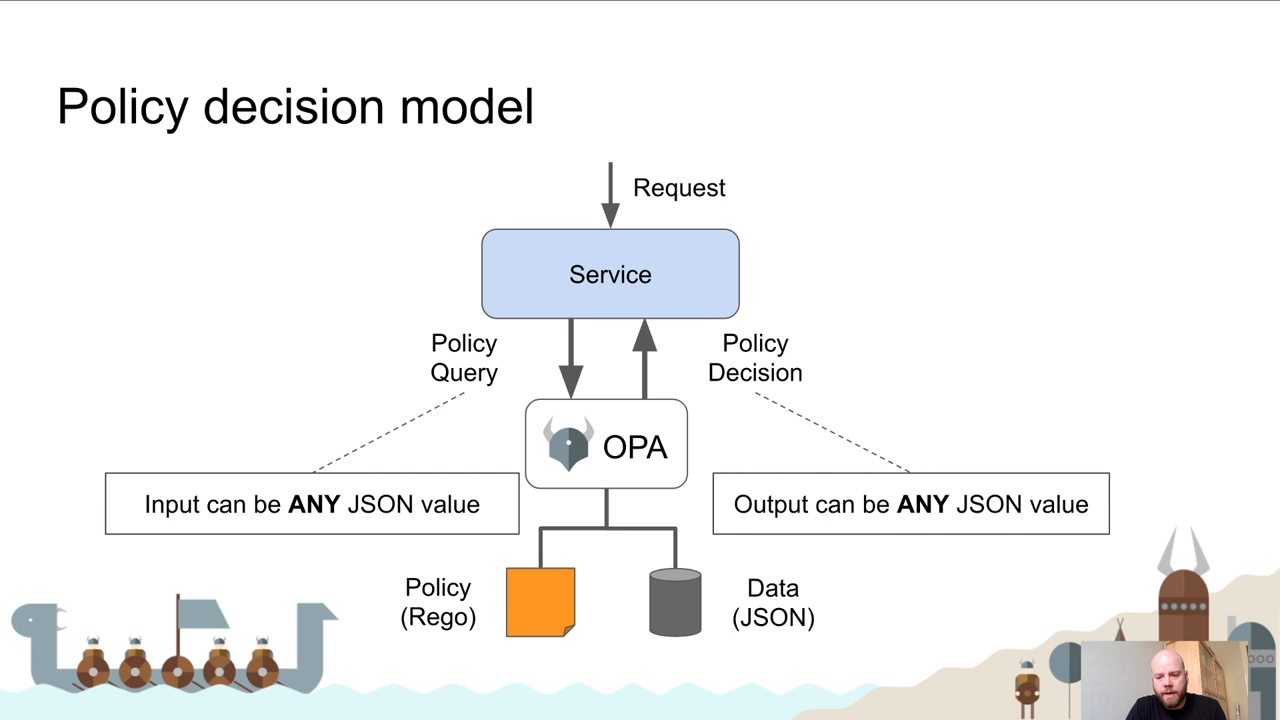 Policy decision model
Request
Service
Policy
Query
Policy
Decision
OPA
Input can be ANY JSON value
Output can be ANY JSON value
Policy
(Rego)
Data
(JSON)